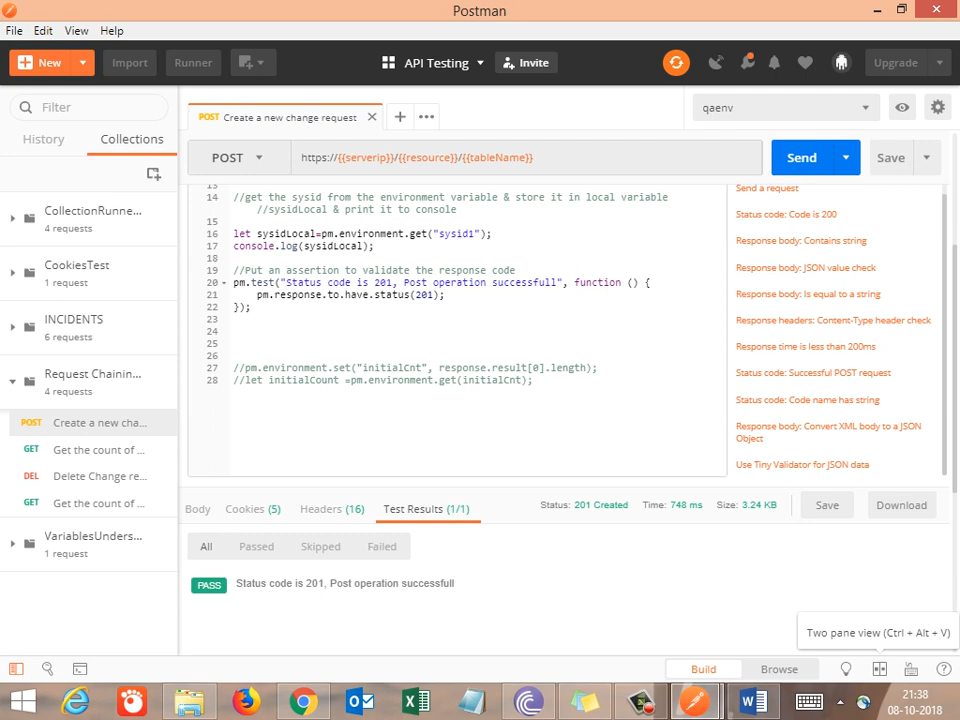 Postman
File Edit View Help
New Import Runner API Testing Invite Upgrade
Filter
History Collections
CollectionRunne...
4 requests
CookiesTest
1 request
INCIDENTS
6 requests
Request Chainin...
4 requests
POST Create a new cha...
GET Get the count of ...
DEL Delete Change re...
GET Get the count of ...
VariablesUnders...
1 request
POST Create a new change request
qaenv
POST https://{{serverip}}/{{resource}}/{{tableName}}
Send Save
13
14 //get the sysid from the environment variable & store it in local variable
//sysidLocal & print it to console
15
16 let sysidLocal=pm.environment.get("sysid1");
17 console.log(sysidLocal);
18
19 //Put an assertion to validate the response code
20 pm.test("Status code is 201, Post operation successfull", function () {
21 pm.response.to.have.status(201);
22 });
23
24
25
26
27 //pm.environment.set("initialCnt", response.result[0].length);
28 //let initialCount =pm.environment.get(initialCnt);
Send a request
Status code: Code is 200
Response body: Contains string
Response body: JSON value check
Response body: Is equal to a string
Response headers: Content-Type header check
Response time is less than 200ms
Status code: Successful POST request
Status code: Code name has string
Response body: Convert XML body to a JSON
Object
Use Tiny Validator for JSON data
Body Cookies (5) Headers (16) Test Results (1/1) Status: 201 Created Time: 748 ms Size: 3.24 KB Save Download
All Passed Skipped Failed
PASS Status code is 201, Post operation successfull
Two pane view (Ctrl + Alt + V)
Build Browse
21:38
08-10-2018